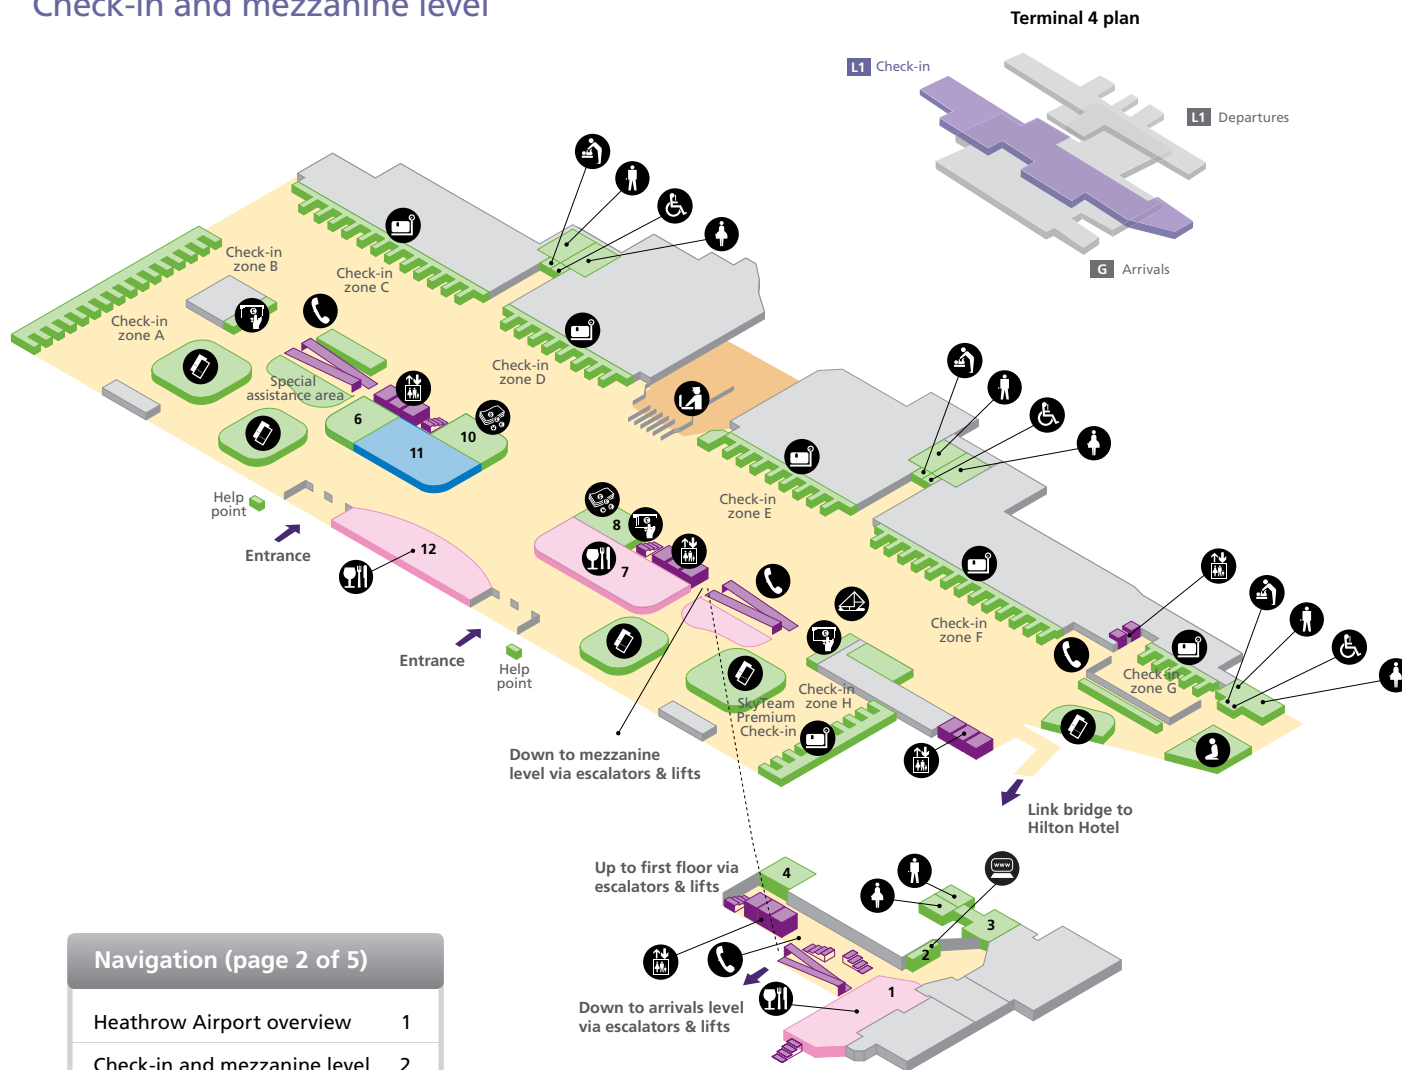 Check-in and mezzanine level
Terminal 4 plan
L1 Check-in
L1 Departures
G Arrivals
Check-in
zone B
Check-in
zone C
Check-in
zone A
Check-in
zone D
Special
assistance area
6
10
11
Help
point
Entrance
12
8
7
Check-in
zone E
Check-in
zone F
Entrance
Help
point
Check-in
zone G
Check-in
zone H
SkyTeam
Premium
Check-in
Down to mezzanine
level via escalators & lifts
Link bridge to
Hilton Hotel
Up to first floor via
escalators & lifts
4
www
3
2
1
Down to arrivals level
via escalators & lifts
Navigation (page 2 of 5)
Heathrow Airport overview 1
Check-in and mezzanine level 2